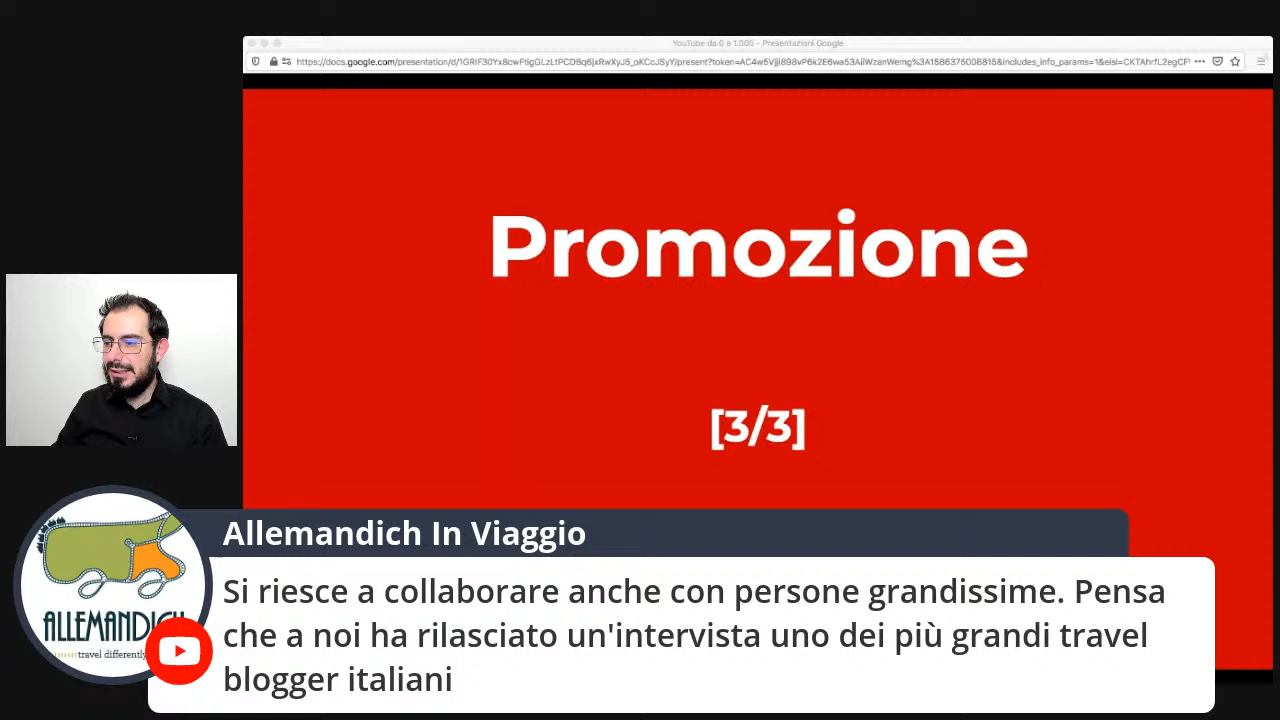 YouTube da 0 a 1.000 - Presentazioni Google
Promozione
[3/3]
Allemandich In Viaggio
Si riesce a collaborare anche con persone grandissime. Pensa
che a noi ha rilasciato un'intervista uno dei più grandi travel
blogger italiani
ALLEMANDICH
travel differently